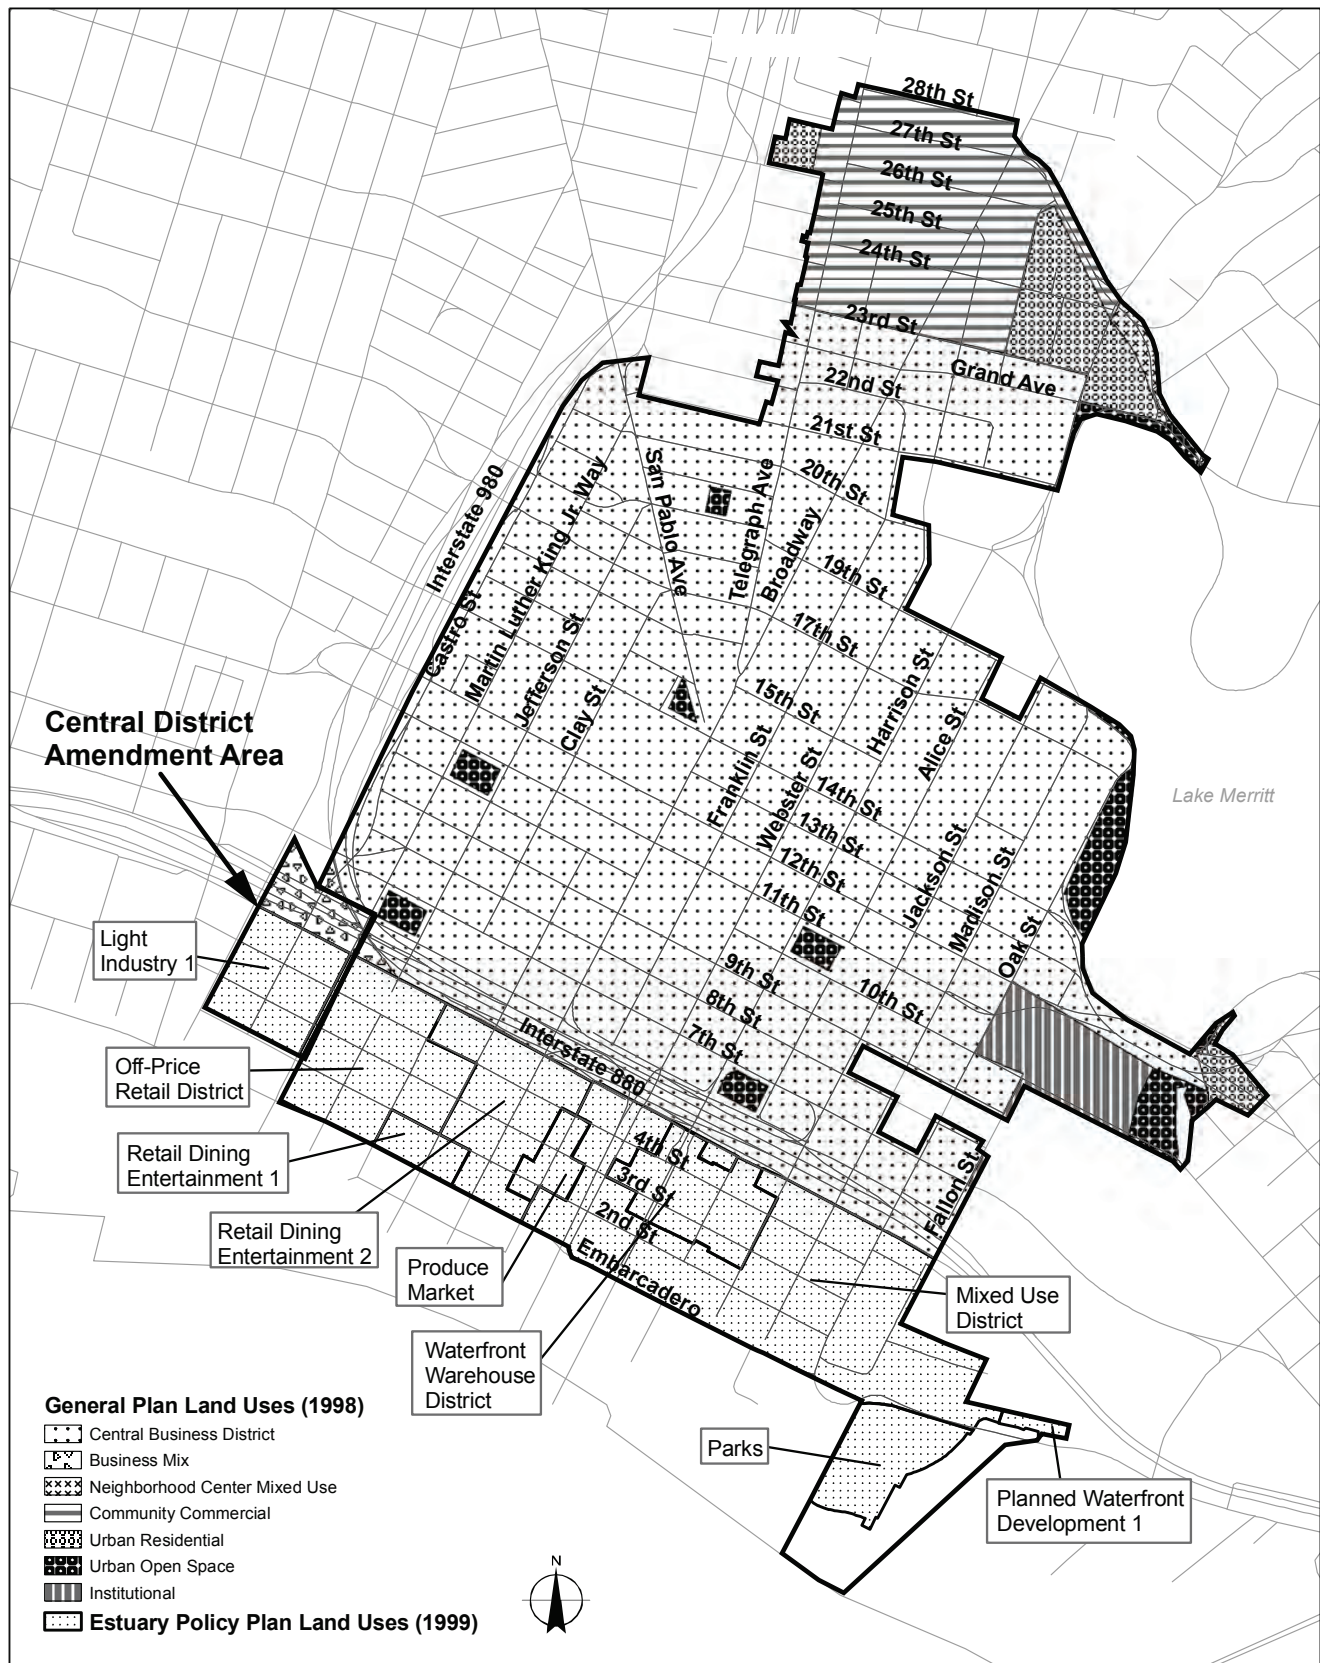 28th St
27th St
26th St
25th St
24th St
23rd St
Grand Ave
22nd St
21st St
20th St
19th St
17th St
15th St
14th St
13th St
12th St
11th St
10th St
9th St
8th St
7th St
Interstate 980
Castro St
Martin Luther King Jr. Way
Jefferson St
Clay St
San Pablo Ave
Telegraph Ave
Broadway
Franklin St
Webster St
Harrison St
Alice St
Jackson St
Madison St
Oak St
Fallon St
Lake Merritt
Central District
Amendment Area
Interstate 880
4th St
3rd St
2nd St
Embarcadero
Light
Industry 1
Off-Price
Retail District
Retail Dining
Entertainment 1
Retail Dining
Entertainment 2
Produce
Market
Waterfront
Warehouse
District
Mixed Use
District
Parks
Planned Waterfront
Development 1
General Plan Land Uses (1998)
Central Business District
Business Mix
Neighborhood Center Mixed Use
Community Commercial
Urban Residential
Urban Open Space
Institutional
Estuary Policy Plan Land Uses (1999)
N